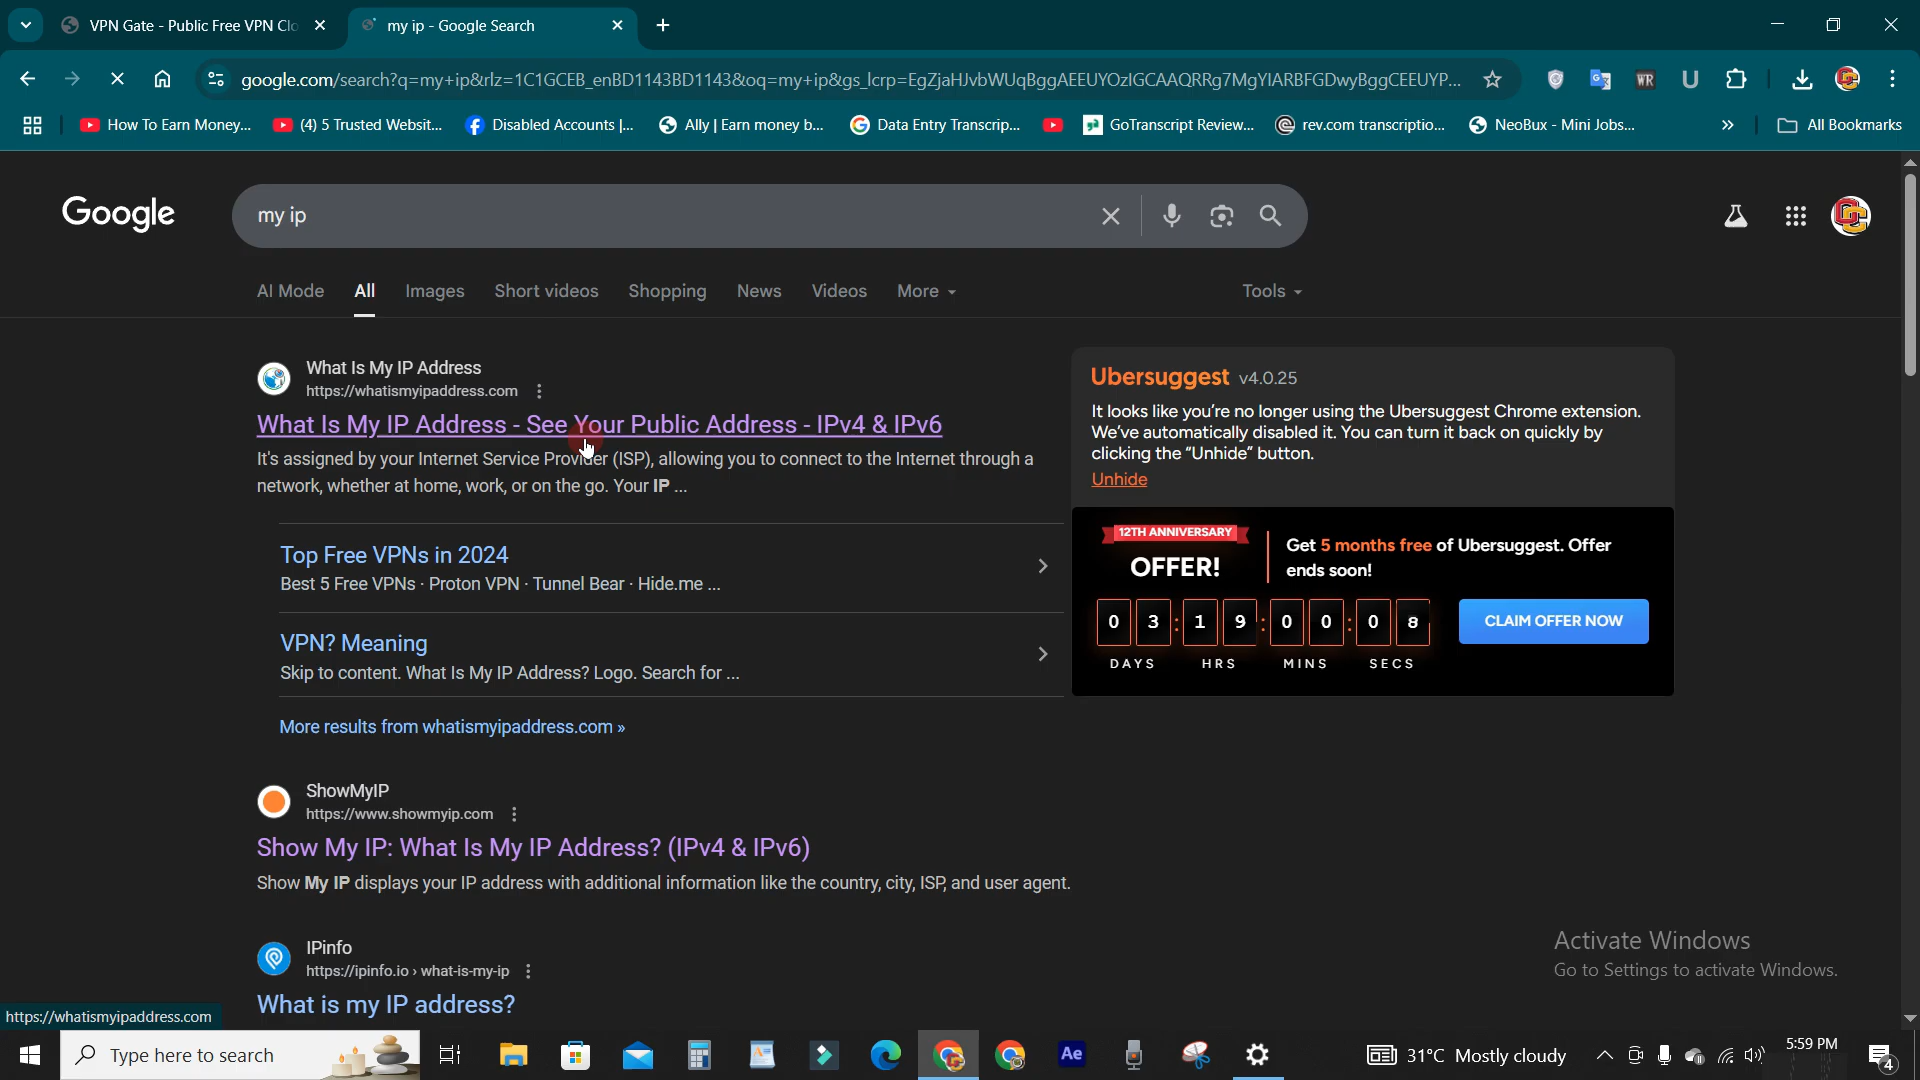 VPN Gate - Public Free VPN Clo
my ip - Google Search
google.com/search?q=my+ip&rlz=1C1GCEB_enBD1143BD1143&oq=my+ip&gs_lcrp=EgZjaHJvbWUqBggAEEUYOzIGCAAQRRg7MgYIARBFGDwyBggCEEUYP...
How To Earn Money...
(4) 5 Trusted Websit...
Disabled Accounts |...
Ally | Earn money b...
Data Entry Transcrip...
GoTranscript Review...
rev.com transcriptio...
NeoBux - Mini Jobs...
All Bookmarks
Google
my ip
AI Mode
All
Images
Short videos
Shopping
News
Videos
More
Tools
What Is My IP Address
https://whatismyipaddress.com
What Is My IP Address - See Your Public Address - IPv4 & IPv6
It's assigned by your Internet Service Provider (ISP), allowing you to connect to the Internet through a
network, whether at home, work, or on the go. Your IP ...
Top Free VPNs in 2024
Best 5 Free VPNs · Proton VPN · Tunnel Bear · Hide.me ...
VPN? Meaning
Skip to content. What Is My IP Address? Logo. Search for ...
More results from whatismyipaddress.com »
Ubersuggest v4.0.25
It looks like you're no longer using the Ubersuggest Chrome extension.
We've automatically disabled it. You can turn it back on quickly by
clicking the "Unhide" button.
Unhide
12TH ANNIVERSARY
OFFER!
Get 5 months free of Ubersuggest. Offer
ends soon!
0 3 : 1 9 : 0 0 : 0 8
DAYS HRS MINS SECS
CLAIM OFFER NOW
ShowMyIP
https://www.showmyip.com
Show My IP: What Is My IP Address? (IPv4 & IPv6)
Show My IP displays your IP address with additional information like the country, city, ISP, and user agent.
IPinfo
https://ipinfo.io › what-is-my-ip
What is my IP address?
Activate Windows
Go to Settings to activate Windows.
https://whatismyipaddress.com
Type here to search
31°C Mostly cloudy
5:59 PM
4